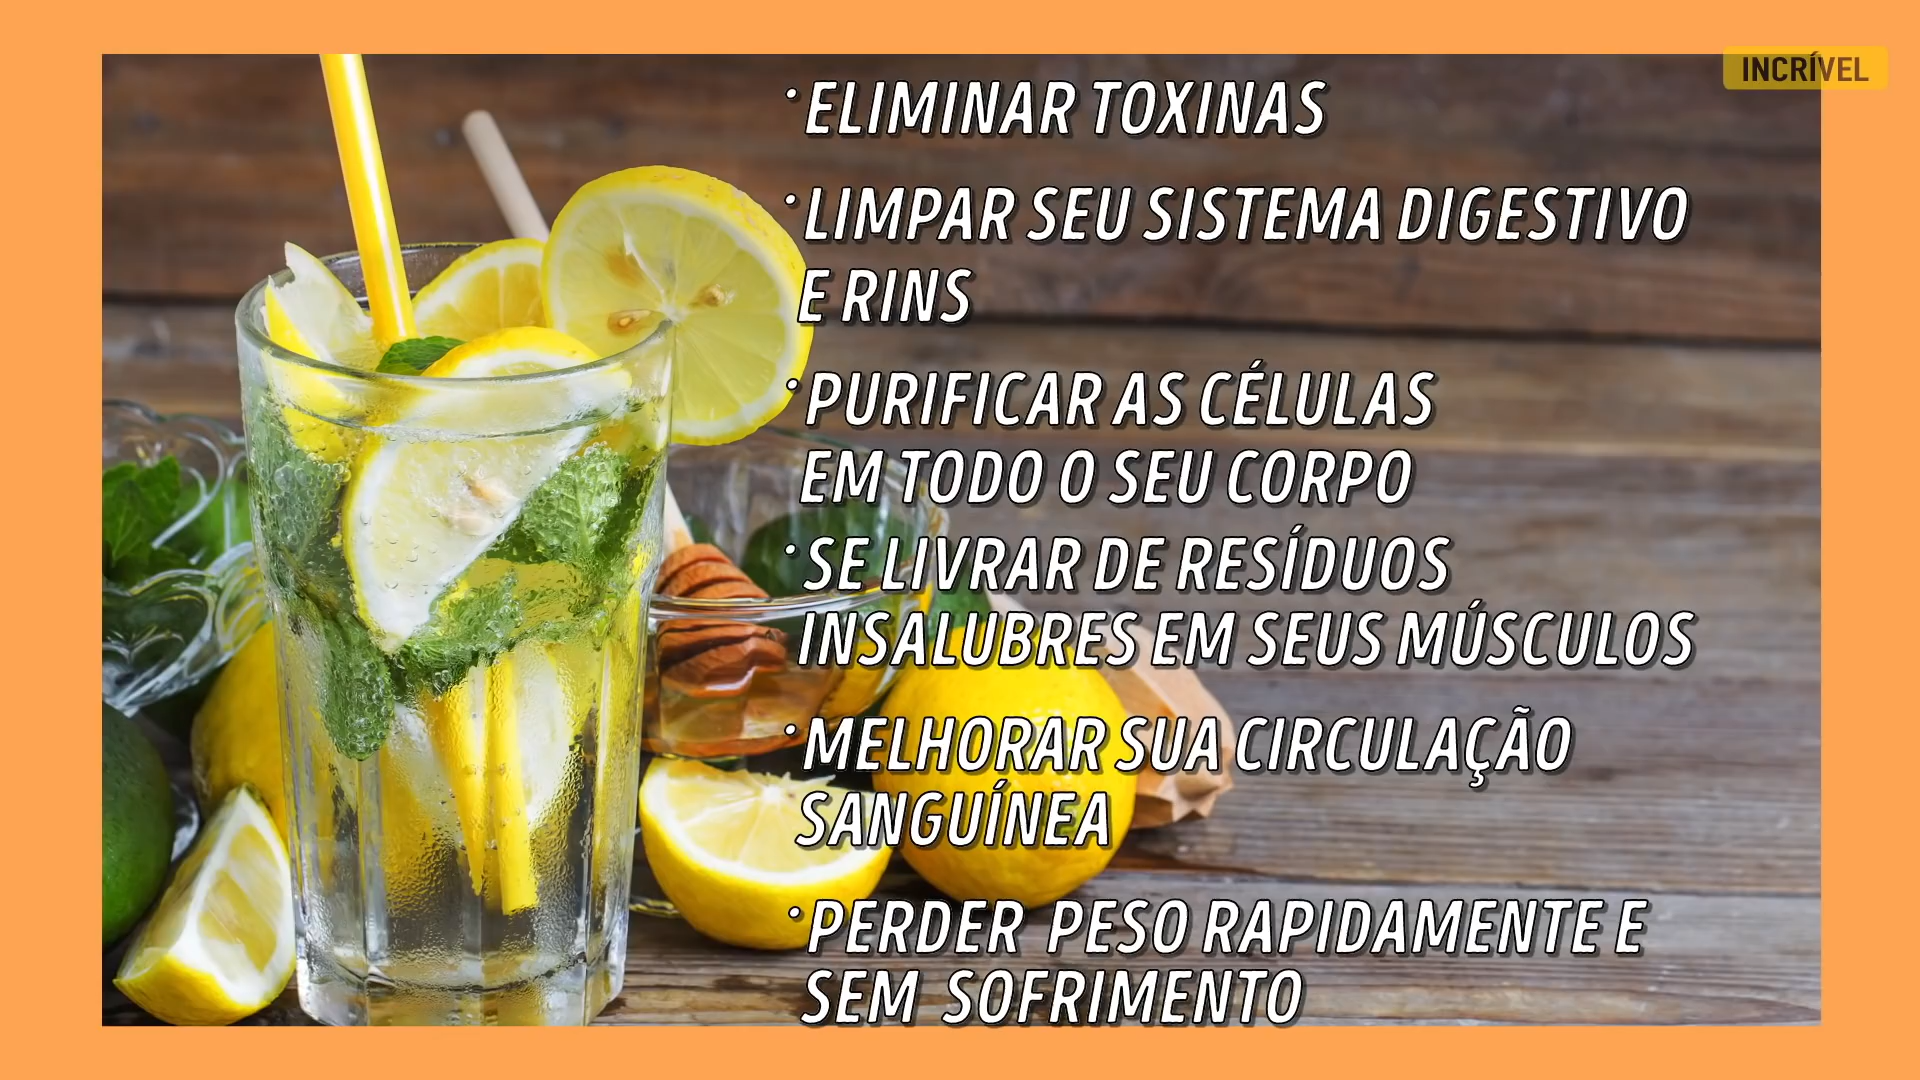 INCRÍVEL
·ELIMINAR TOXINAS
·LIMPAR SEU SISTEMA DIGESTIVO
E RINS
·PURIFICAR AS CÉLULAS
EM TODO O SEU CORPO
·SE LIVRAR DE RESÍDUOS
INSALUBRES EM SEUS MÚSCULOS
·MELHORAR SUA CIRCULAÇÃO
SANGUÍNEA
·PERDER PESO RAPIDAMENTE E
SEM SOFRIMENTO